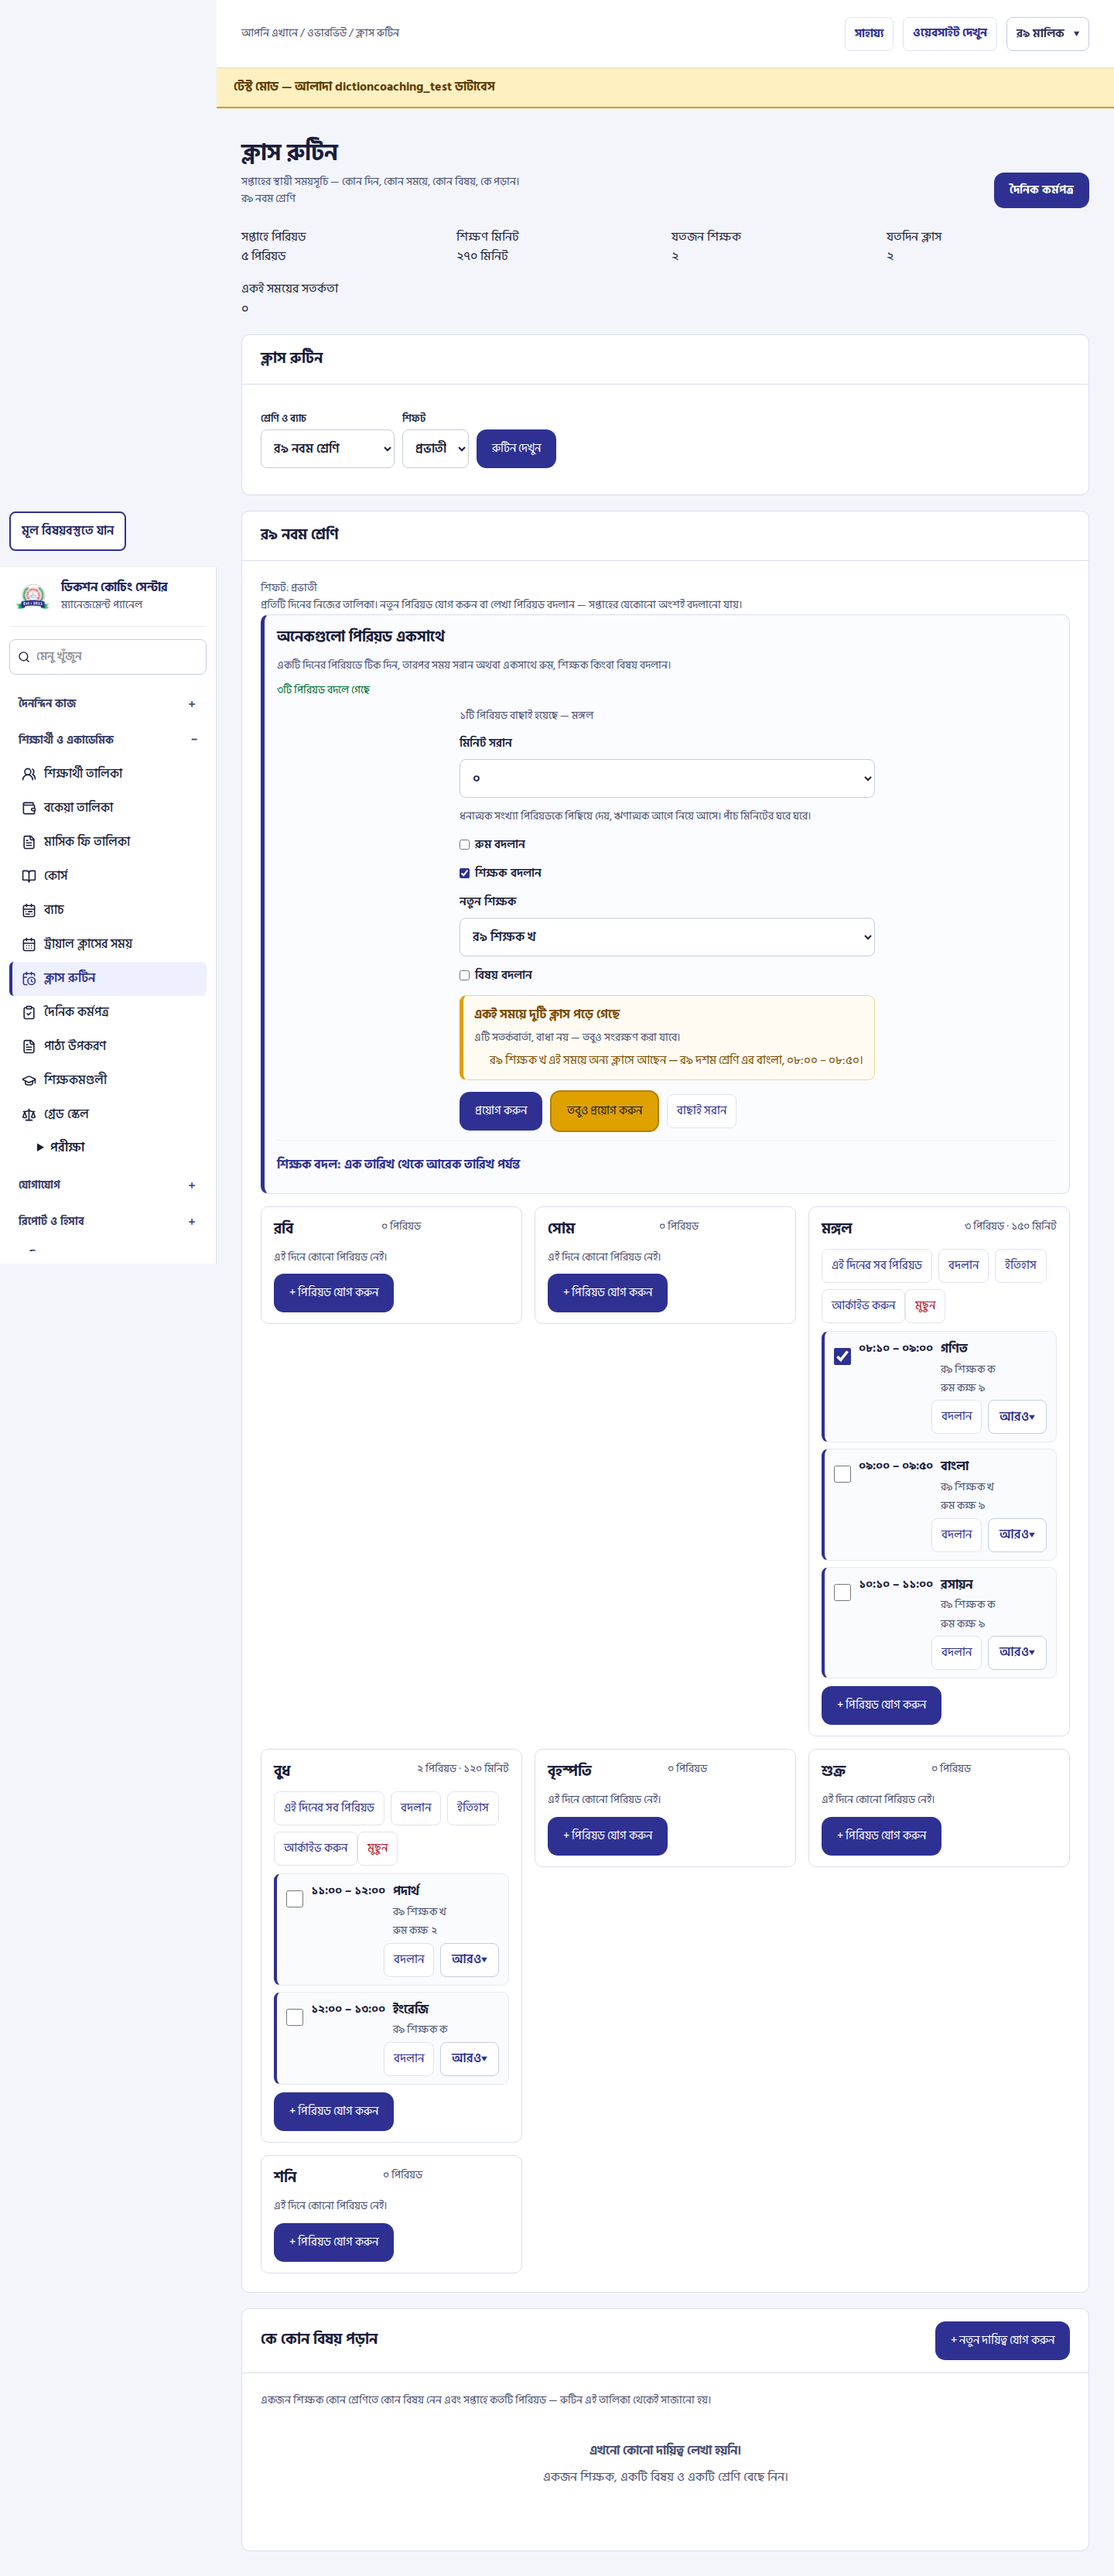 আপনি এখানে / ওভারভিউ / ক্লাস রুটিন
সাহায্য
ওয়েবসাইট দেখুন
র৯ মালিক ▾
টেস্ট মোড — আলাদা dictioncoaching_test ডাটাবেস
ক্লাস রুটিন
সপ্তাহের স্থায়ী সময়সূচি — কোন দিন, কোন সময়ে, কোন বিষয়, কে পড়ান।
র৯ নবম শ্রেণি
দৈনিক কর্মপত্র
সপ্তাহে পিরিয়ড
৫ পিরিয়ড
শিক্ষণ মিনিট
২৭০ মিনিট
যতজন শিক্ষক
২
যতদিন ক্লাস
২
একই সময়ের সতর্কতা
০
ক্লাস রুটিন
শ্রেণি ও ব্যাচ
র৯ নবম শ্রেণি
শিফট
প্রভাতী
রুটিন দেখুন
মূল বিষয়বস্তুতে যান
ডিকশন কোচিং সেন্টার
ম্যানেজমেন্ট প্যানেল
মেনু খুঁজুন
দৈনন্দিন কাজ +
শিক্ষার্থী ও একাডেমিক −
শিক্ষার্থী তালিকা
বকেয়া তালিকা
মাসিক ফি তালিকা
কোর্স
ব্যাচ
ট্রায়াল ক্লাসের সময়
ক্লাস রুটিন
দৈনিক কর্মপত্র
পাঠ্য উপকরণ
শিক্ষকমণ্ডলী
গ্রেড স্কেল
▶ পরীক্ষা
যোগাযোগ +
রিপোর্ট ও হিসাব +
র৯ নবম শ্রেণি
শিফট: প্রভাতী
প্রতিটি দিনের নিজের তালিকা। নতুন পিরিয়ড যোগ করুন বা লেখা পিরিয়ড বদলান — সপ্তাহের যেকোনো অংশই বদলানো যায়।
অনেকগুলো পিরিয়ড একসাথে
একটি দিনের পিরিয়ডে টিক দিন, তারপর সময় সরান অথবা একসাথে রুম, শিক্ষক কিংবা বিষয় বদলান।
৩টি পিরিয়ড বদলে গেছে
১টি পিরিয়ড বাছাই হয়েছে — মঙ্গল
মিনিট সরান
০
ধনাত্মক সংখ্যা পিরিয়ডকে পিছিয়ে দেয়, ঋণাত্মক আগে নিয়ে আসে। পাঁচ মিনিটের ঘরে ঘরে।
রুম বদলান
শিক্ষক বদলান
নতুন শিক্ষক
র৯ শিক্ষক খ
বিষয় বদলান
একই সময়ে দুটি ক্লাস পড়ে গেছে
এটি সতর্কবার্তা, বাধা নয় — তবুও সংরক্ষণ করা যাবে।
র৯ শিক্ষক খ এই সময়ে অন্য ক্লাসে আছেন — র৯ দশম শ্রেণি এর বাংলা, ০৮:০০ – ০৮:৫০।
প্রয়োগ করুন
তবুও প্রয়োগ করুন
বাছাই সরান
শিক্ষক বদল: এক তারিখ থেকে আরেক তারিখ পর্যন্ত
রবি ০ পিরিয়ড
এই দিনে কোনো পিরিয়ড নেই।
+ পিরিয়ড যোগ করুন
সোম ০ পিরিয়ড
এই দিনে কোনো পিরিয়ড নেই।
+ পিরিয়ড যোগ করুন
মঙ্গল ৩ পিরিয়ড · ১৫০ মিনিট
এই দিনের সব পিরিয়ড বদলান ইতিহাস
আর্কাইভ করুন মুছুন
০৮:১০ – ০৯:০০ গণিত
র৯ শিক্ষক ক
রুম কক্ষ ৯
বদলান আরও▾
০৯:০০ – ০৯:৫০ বাংলা
র৯ শিক্ষক খ
রুম কক্ষ ৯
বদলান আরও▾
১০:১০ – ১১:০০ রসায়ন
র৯ শিক্ষক ক
রুম কক্ষ ৯
বদলান আরও▾
+ পিরিয়ড যোগ করুন
বুধ ২ পিরিয়ড · ১২০ মিনিট
এই দিনের সব পিরিয়ড বদলান ইতিহাস
আর্কাইভ করুন মুছুন
১১:০০ – ১২:০০ পদার্থ
র৯ শিক্ষক খ
রুম কক্ষ ২
বদলান আরও▾
১২:০০ – ১৩:০০ ইংরেজি
র৯ শিক্ষক ক
বদলান আরও▾
+ পিরিয়ড যোগ করুন
বৃহস্পতি ০ পিরিয়ড
এই দিনে কোনো পিরিয়ড নেই।
+ পিরিয়ড যোগ করুন
শুক্র ০ পিরিয়ড
এই দিনে কোনো পিরিয়ড নেই।
+ পিরিয়ড যোগ করুন
শনি ০ পিরিয়ড
এই দিনে কোনো পিরিয়ড নেই।
+ পিরিয়ড যোগ করুন
কে কোন বিষয় পড়ান
+ নতুন দায়িত্ব যোগ করুন
একজন শিক্ষক কোন শ্রেণিতে কোন বিষয় নেন এবং সপ্তাহে কতটি পিরিয়ড — রুটিন এই তালিকা থেকেই সাজানো হয়।
এখনো কোনো দায়িত্ব লেখা হয়নি।
একজন শিক্ষক, একটি বিষয় ও একটি শ্রেণি বেছে নিন।